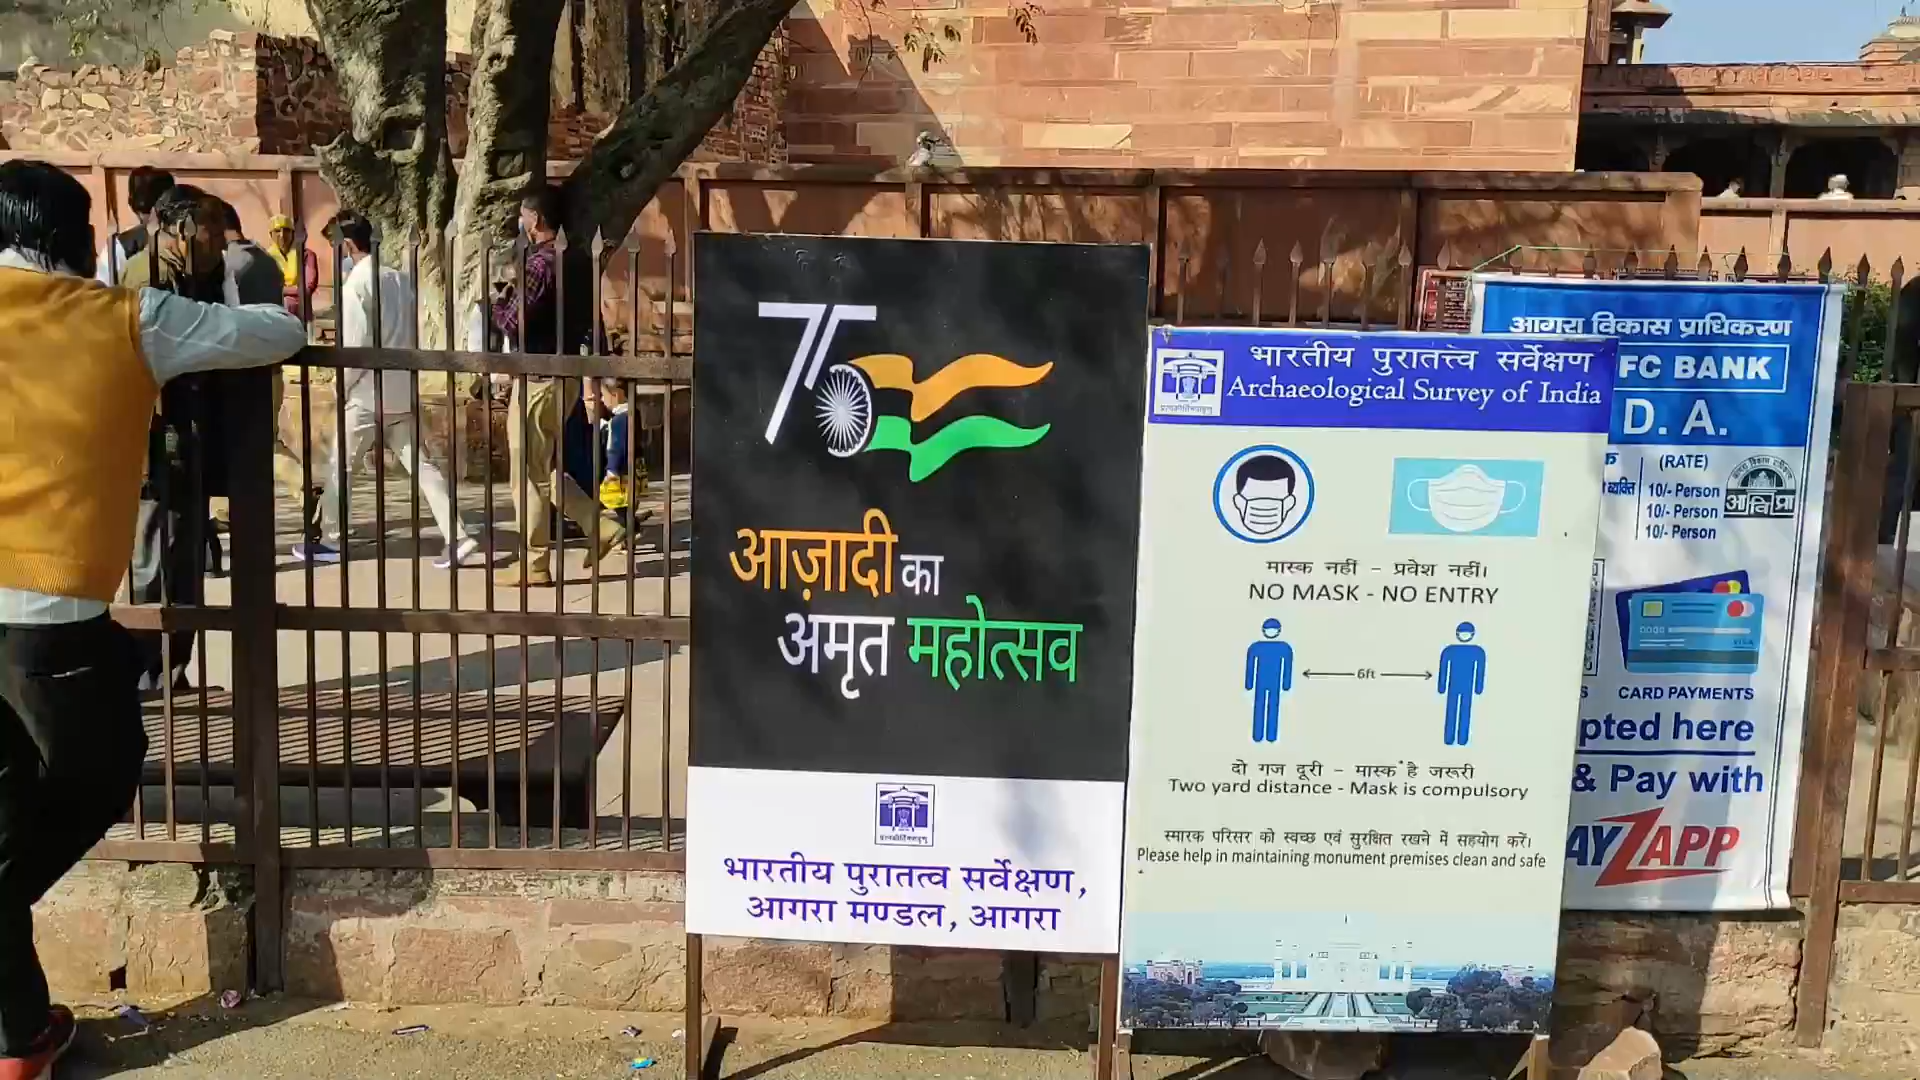 75
आज़ादी का
अमृत महोत्सव
भारतीय पुरातत्व सर्वेक्षण,
आगरा मण्डल, आगरा
भारतीय पुरातत्त्व सर्वेक्षण
Archaeological Survey of India
मास्क नहीं - प्रवेश नहीं।
NO MASK - NO ENTRY
6ft
दो गज दूरी - मास्क है जरूरी
Two yard distance - Mask is compulsory
स्मारक परिसर को स्वच्छ एवं सुरक्षित रखने में सहयोग करें।
Please help in maintaining monument premises clean and safe
आगरा विकास प्राधिकरण
FC BANK
D. A.
(RATE)
व्यक्ति 10/- Person
10/- Person
10/- Person
आविप्रा
VISA
CARD PAYMENTS
pted here
& Pay with
AYZAPP